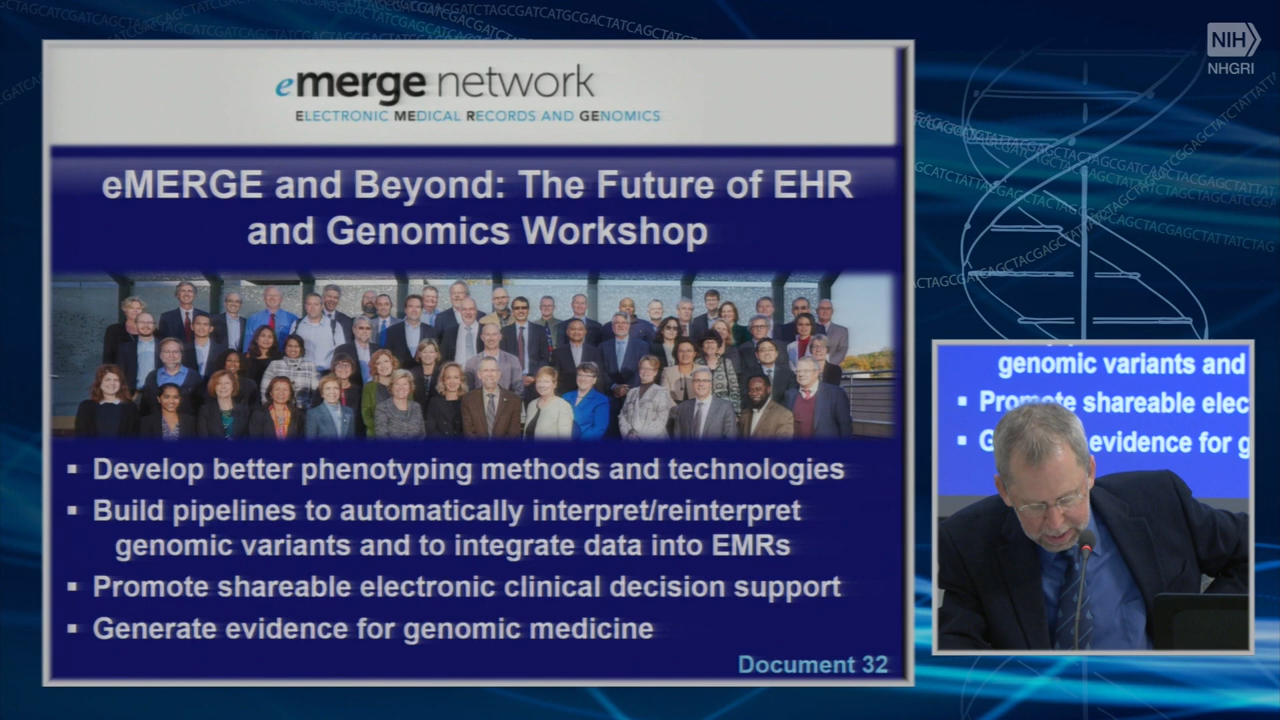 NIH
NHGRI
emerge network
ELECTRONIC MEDICAL RECORDS AND GENOMICS
eMERGE and Beyond: The Future of EHR
and Genomics Workshop
▪ Develop better phenotyping methods and technologies
▪ Build pipelines to automatically interpret/reinterpret
genomic variants and to integrate data into EMRs
▪ Promote shareable electronic clinical decision support
▪ Generate evidence for genomic medicine
Document 32
genomic variants and
▪ Promote shareable elec
▪ G evidence for g